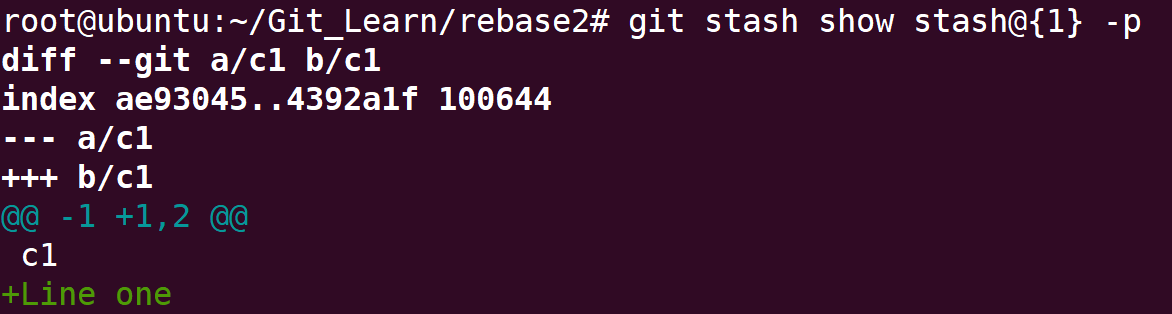 root@ubuntu:~/Git_Learn/rebase2# git stash show stash@{1} -p
diff --git a/c1 b/c1
index ae93045..4392a1f 100644
--- a/c1
+++ b/c1
@@ -1 +1,2 @@
 c1
+Line one